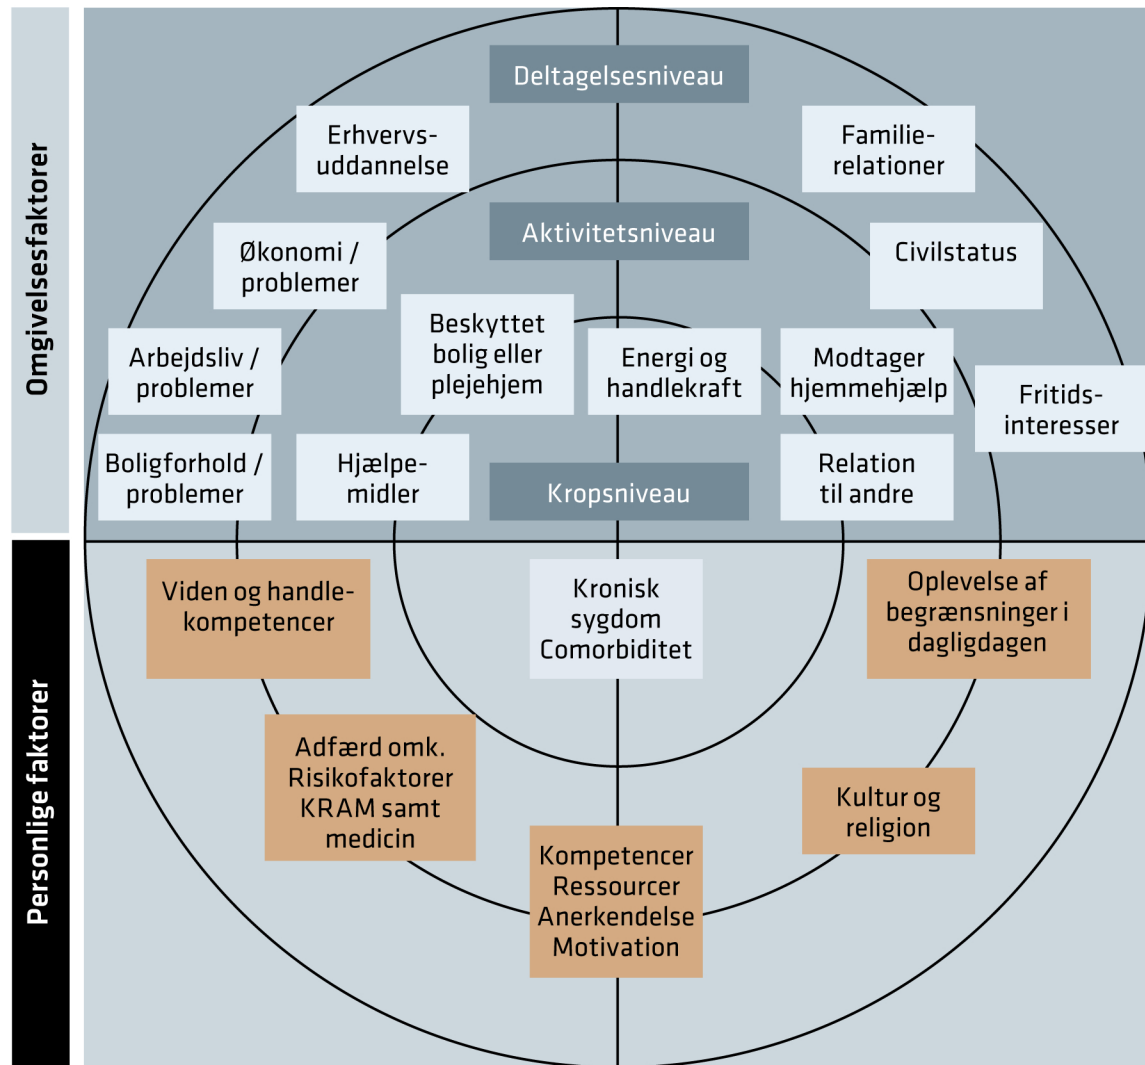 Omgivelsesfaktorer
Deltagelsesniveau
Erhvervs-
uddannelse
Familie-
relationer
Aktivitetsniveau
Økonomi /
problemer
Civilstatus
Beskyttet
bolig eller
plejehjem
Energi og
handlekraft
Modtager
hjemmehjælp
Arbejdsliv /
problemer
Fritids-
interesser
Boligforhold /
problemer
Hjælpe-
midler
Kropsniveau
Relation
til andre
Personlige faktorer
Viden og handle-
kompetencer
Kronisk
sygdom
Comorbiditet
Oplevelse af
begrænsninger i
dagligdagen
Adfærd omk.
Risikofaktorer
KRAM samt
medicin
Kultur og
religion
Kompetencer
Ressourcer
Anerkendelse
Motivation